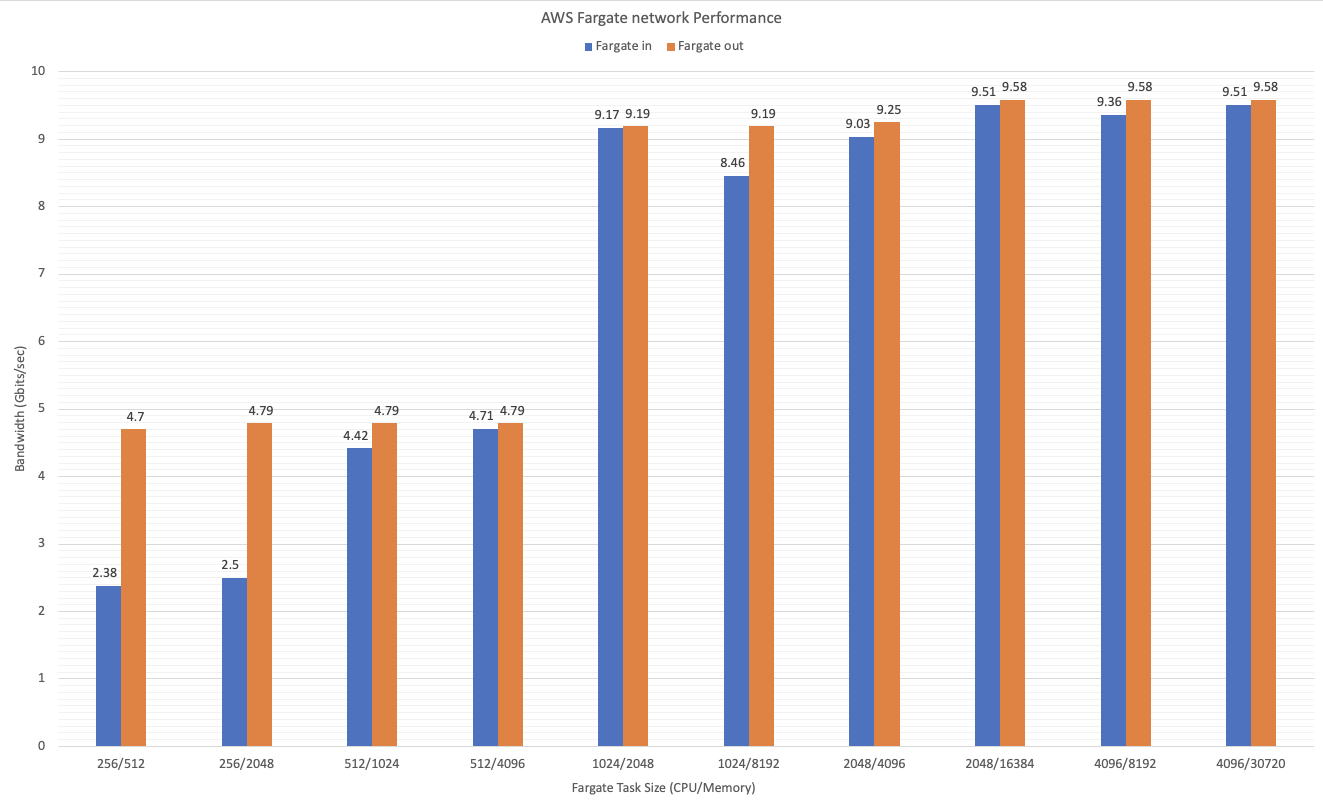 AWS Fargate network Performance
Fargate in Fargate out
10
9
8
7
6
5
4
3
2
1
0
Bandwidth (Gbits/sec)
2.38 4.7 2.5 4.79 4.42 4.79 4.71 4.79 9.17 9.19 8.46 9.19 9.03 9.25 9.51 9.58 9.36 9.58 9.51 9.58
256/512 256/2048 512/1024 512/4096 1024/2048 1024/8192 2048/4096 2048/16384 4096/8192 4096/30720
Fargate Task Size (CPU/Memory)